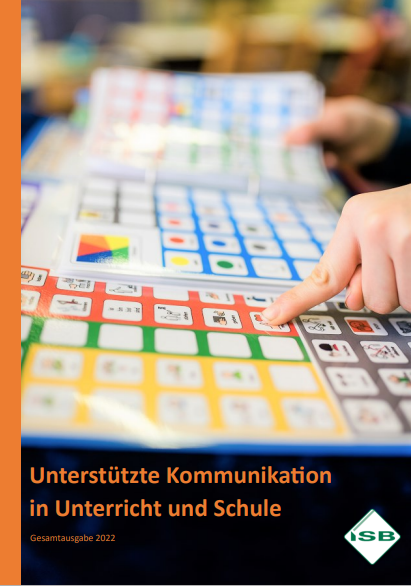 Unterstützte Kommunikation
in Unterricht und Schule
Gesamtausgabe 2022
ISB